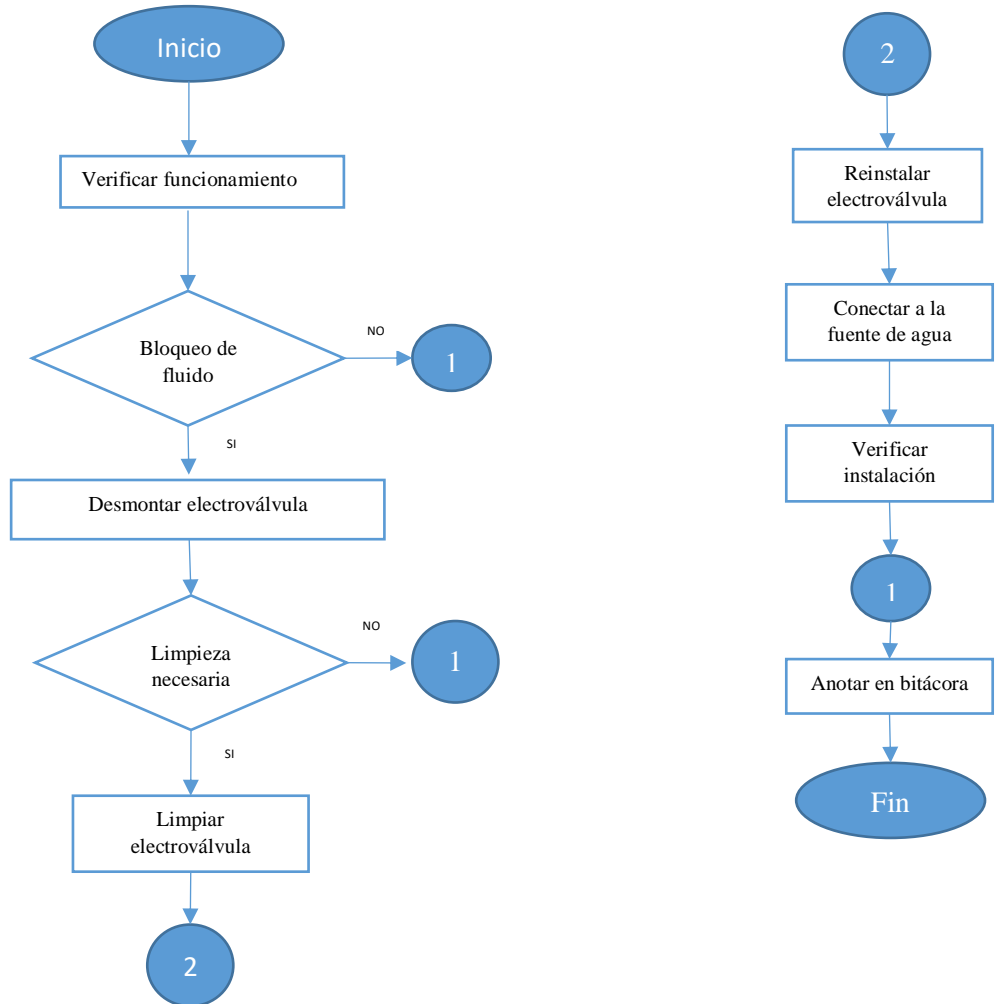 Inicio
Verificar funcionamiento
Bloqueo de
fluido
NO
1
SI
Desmontar electroválvula
Limpieza
necesaria
NO
1
SI
Limpiar
electroválvula
2
2
Reinstalar
electroválvula
Conectar a la
fuente de agua
Verificar
instalación
1
Anotar en bitácora
Fin